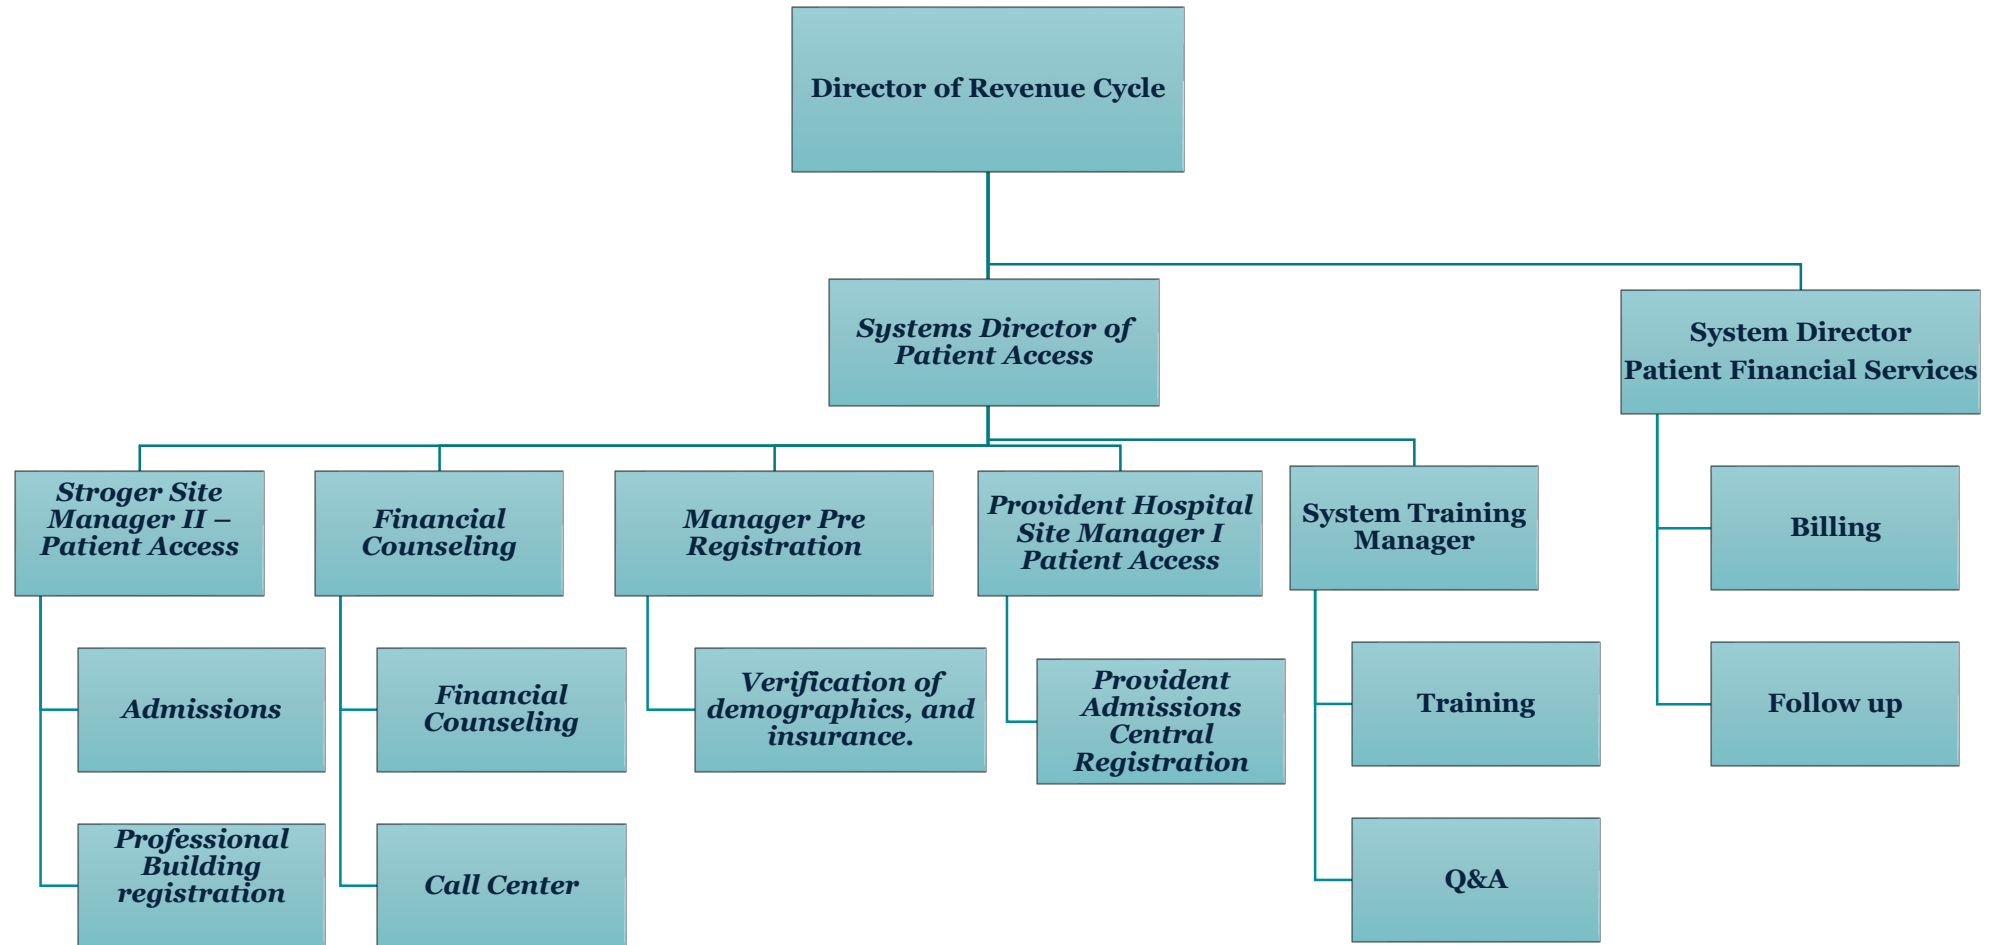 Director of Revenue Cycle
Systems Director of
Patient Access
System Director
Patient Financial Services
Stroger Site
Manager II –
Patient Access
Financial
Counseling
Manager Pre
Registration
Provident Hospital
Site Manager I
Patient Access
System Training
Manager
Billing
Admissions
Financial
Counseling
Verification of
demographics, and
insurance.
Provident
Admissions
Central
Registration
Training
Follow up
Professional
Building
registration
Call Center
Q&A